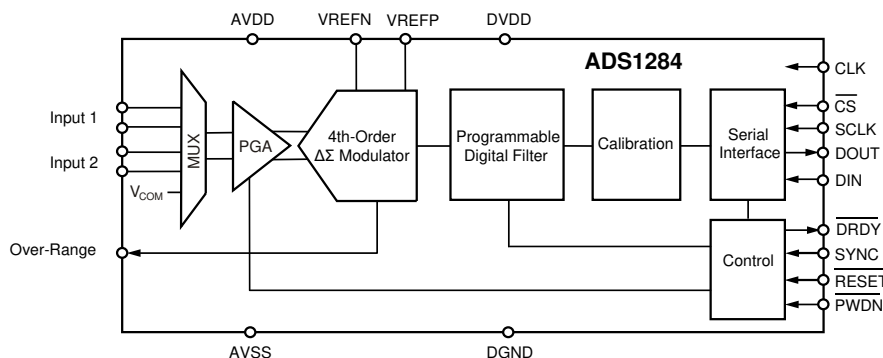 AVDD
VREFN
VREFP
DVDD
ADS1284
CLK
CS
SCLK
DOUT
DIN
DRDY
SYNC
RESET
PWDN
Input 1
Input 2
VCOM
Over-Range
MUX
PGA
4th-Order
ΔΣ Modulator
Programmable
Digital Filter
Calibration
Serial
Interface
Control
AVSS
DGND